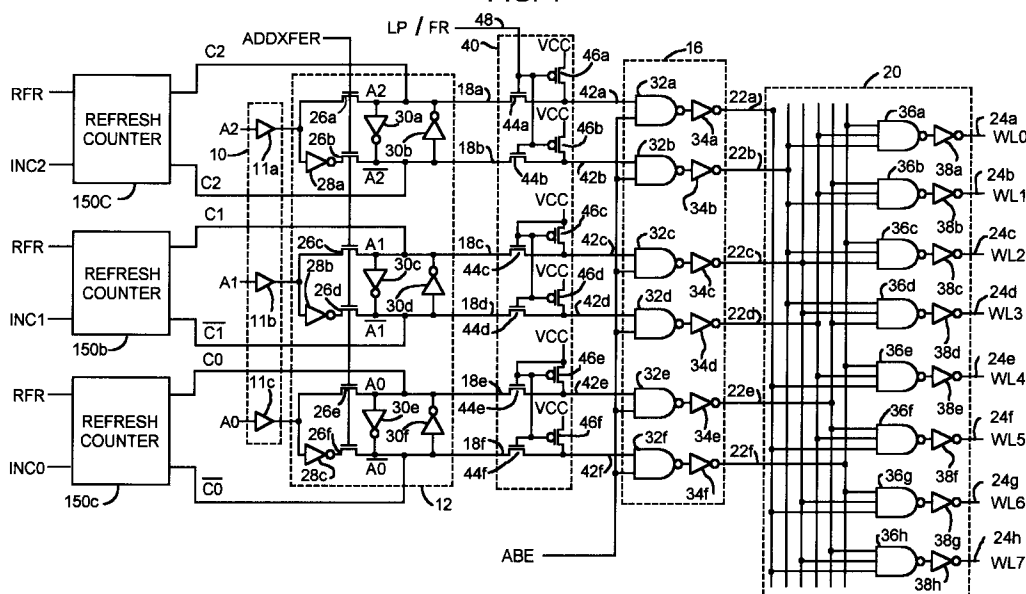 LP / FR
48
40
VCC
46a
16
20
ADDXFER
C2
RFR
REFRESH
COUNTER
INC2
150C
C2
10
A2
11a
26a
A2
30a
26b
30b
28a
A2
18a
44a
42a
32a
22a
34a
36a
24a
WL0
38a
VCC
46b
18b
44b
42b
32b
22b
34b
36b
24b
WL1
38b
C1
RFR
REFRESH
COUNTER
INC1
150b
C1
A1
11b
26c
A1
30c
28b
26d
30d
A1
VCC
46c
18c
44c
42c
32c
22c
34c
36c
24c
WL2
38c
VCC
46d
18d
44d
42d
32d
22d
34d
36d
24d
WL3
38d
C0
RFR
REFRESH
COUNTER
INC0
150c
C0
11c
A0
26e
A0
30e
26f
30f
28c
A0
12
VCC
46e
18e
44e
42e
32e
22e
34e
36e
24e
WL4
38e
VCC
46f
18f
44f
42f
32f
22f
34f
36f
24f
WL5
38f
36g
24g
WL6
38g
ABE
36h
24h
WL7
38h